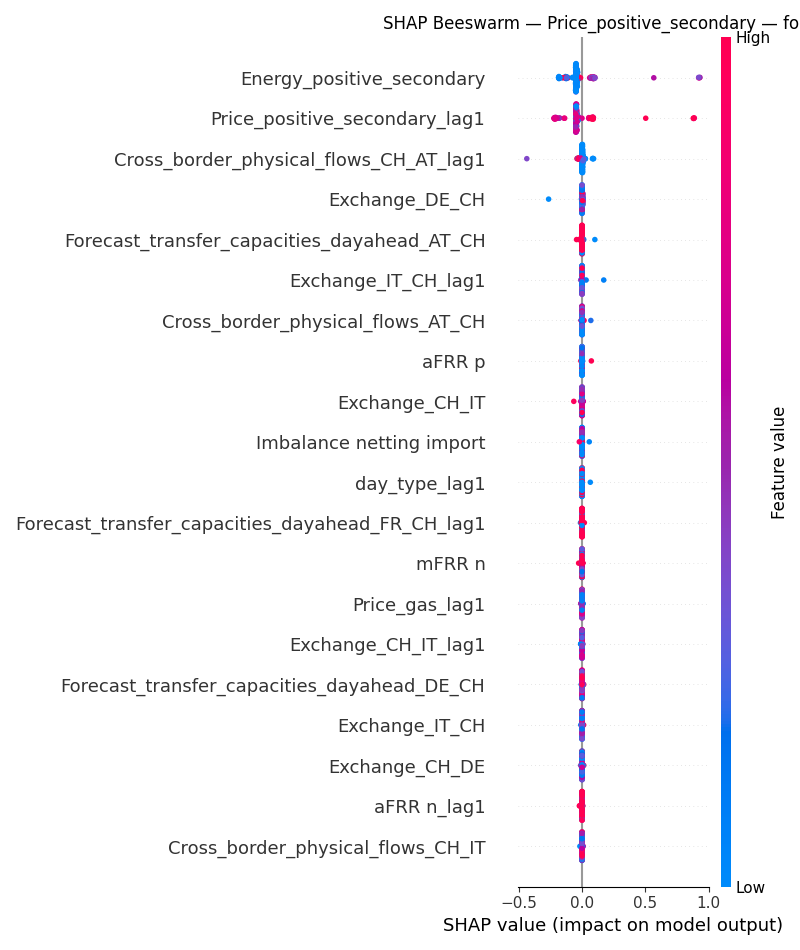 SHAP Beeswarm — Price_positive_secondary — fo
High
Energy_positive_secondary
Price_positive_secondary_lag1
Cross_border_physical_flows_CH_AT_lag1
Exchange_DE_CH
Forecast_transfer_capacities_dayahead_AT_CH
Exchange_IT_CH_lag1
Cross_border_physical_flows_AT_CH
aFRR p
Exchange_CH_IT
Imbalance netting import
day_type_lag1
Forecast_transfer_capacities_dayahead_FR_CH_lag1
mFRR n
Price_gas_lag1
Exchange_CH_IT_lag1
Forecast_transfer_capacities_dayahead_DE_CH
Exchange_IT_CH
Exchange_CH_DE
aFRR n_lag1
Cross_border_physical_flows_CH_IT
Feature value
Low
−0.5 0.0 0.5 1.0
SHAP value (impact on model output)